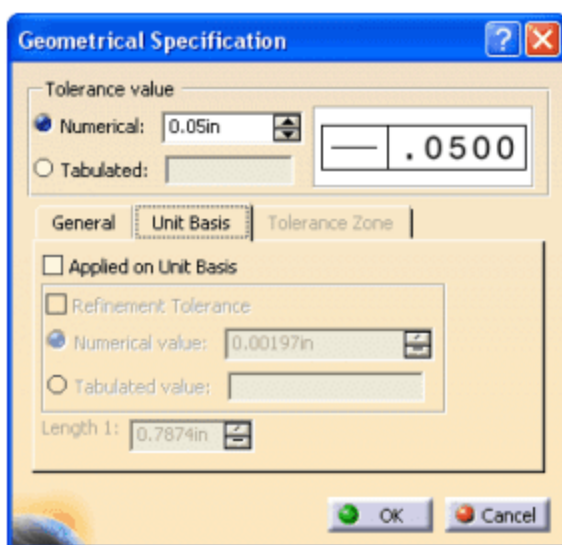 Geometrical Specification
Tolerance value
Numerical: 0.05in
.0500
Tabulated:
General Unit Basis Tolerance Zone
Applied on Unit Basis
Refinement Tolerance
Numerical value: 0.00197in
Tabulated value:
Length 1: 0.7874in
OK Cancel